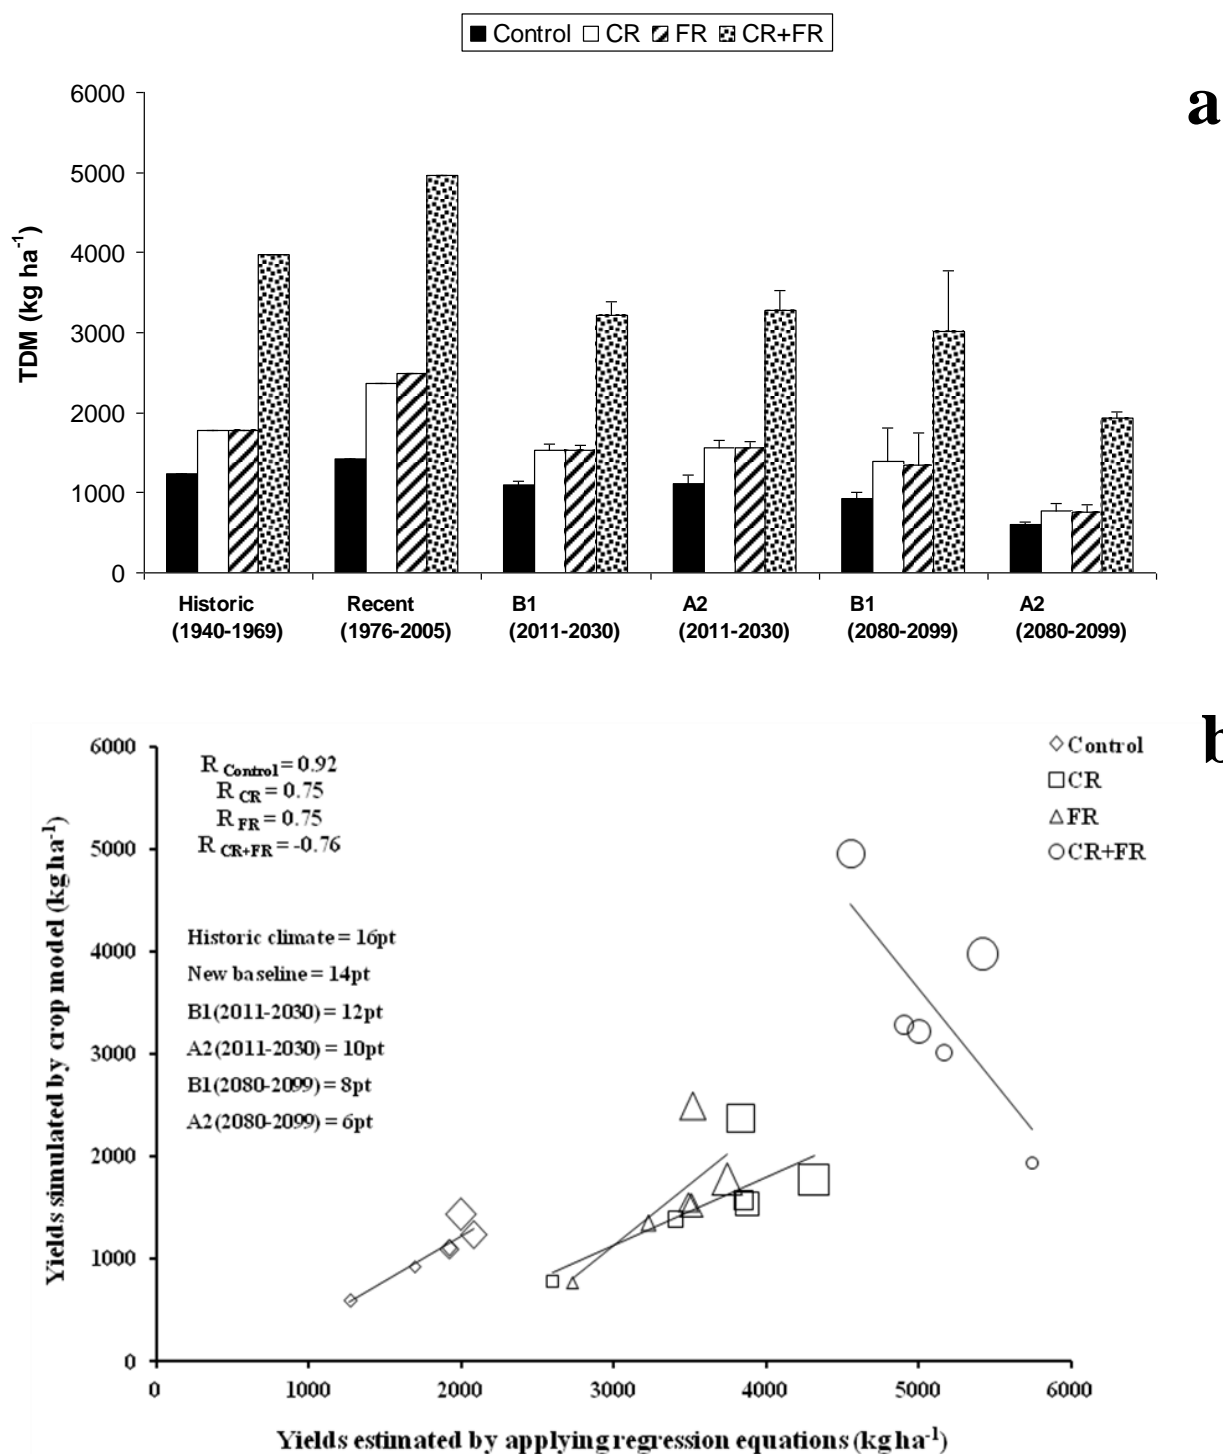 Control CR FR CR+FR
a
6000
5000
4000
3000
2000
1000
0
TDM (kg ha⁻¹)
Historic Recent B1 A2 B1 A2
(1940-1969) (1976-2005) (2011-2030) (2011-2030) (2080-2099) (2080-2099)
b
6000
5000
4000
3000
2000
1000
0
Yields simulated by crop model (kg ha⁻¹)
R Control = 0.92
R CR = 0.75
R FR = 0.75
R CR+FR = -0.76
Historic climate = 16pt
New baseline = 14pt
B1(2011-2030) = 12pt
A2(2011-2030) = 10pt
B1(2080-2099) = 8pt
A2(2080-2099) = 6pt
Control
CR
FR
CR+FR
0 1000 2000 3000 4000 5000 6000
Yields estimated by applying regression equations (kg ha⁻¹)